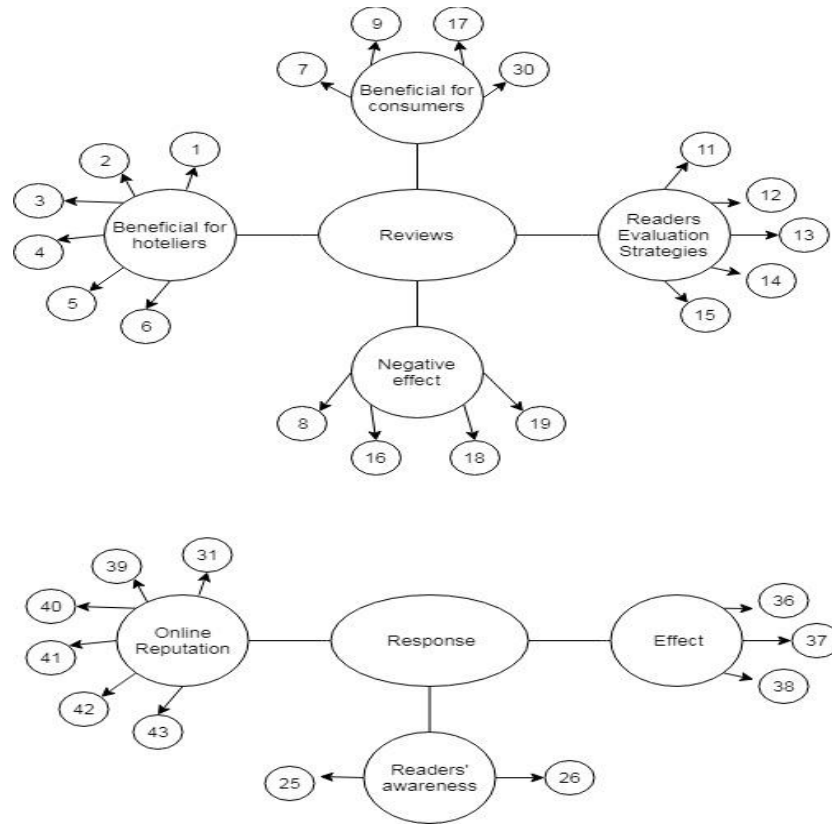 9
17
7
30
Beneficial for
consumers
1
2
3
4
5
6
Beneficial for
hoteliers
Reviews
11
12
13
14
15
Readers
Evaluation
Strategies
Negative
effect
8
16
18
19
31
39
40
41
42
43
Online
Reputation
Response
Effect
36
37
38
25
Readers'
awareness
26